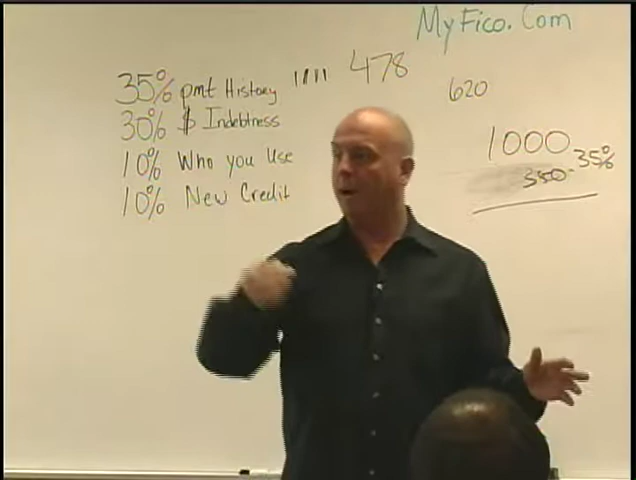 MyFico.Com
35% pmt History 478
620
30% $ Indebtness
1000
10% Who you Use
35%
350-
10% New Credit